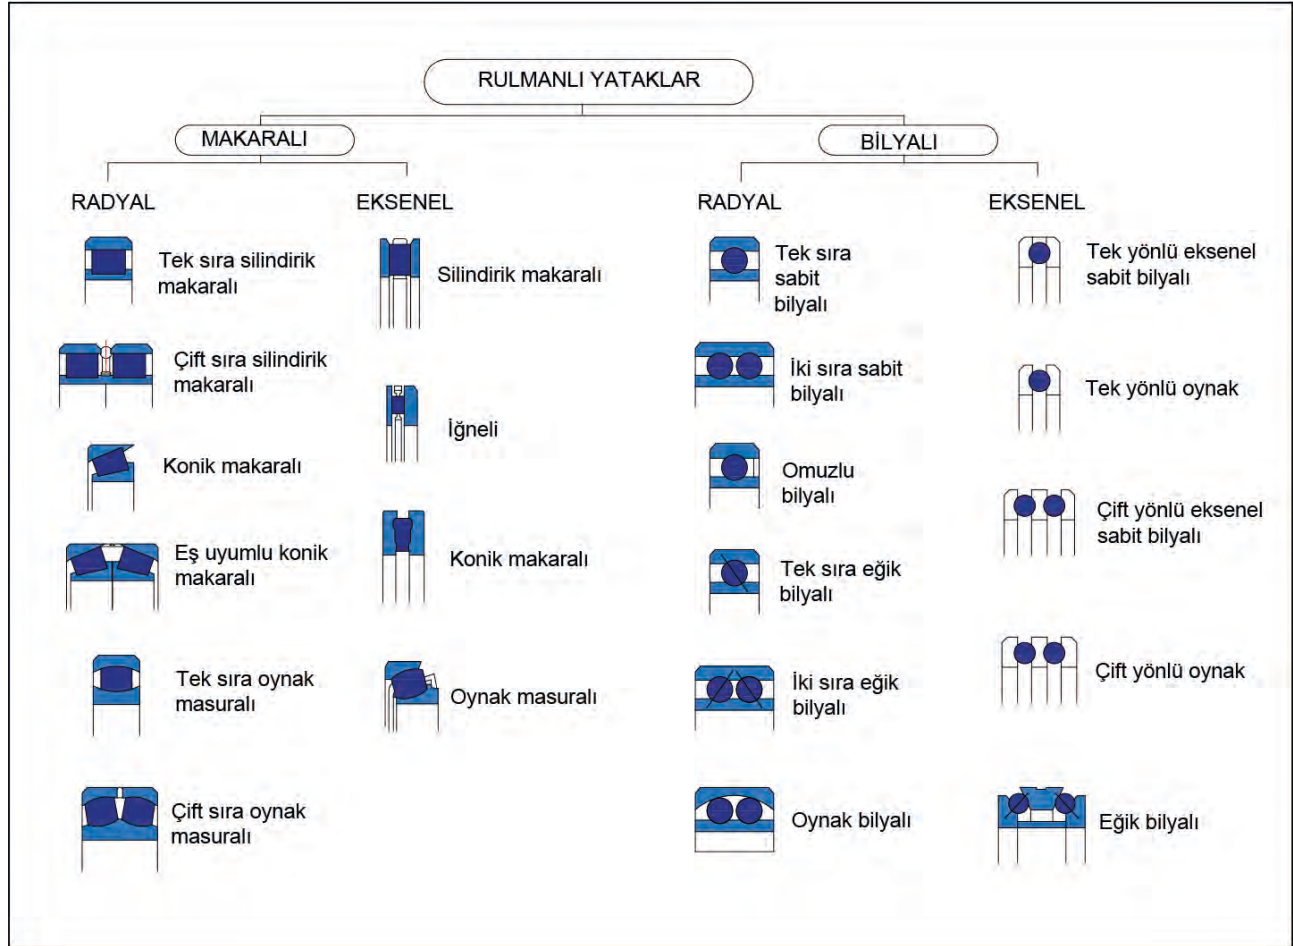 RULMANLI YATAKLAR
MAKARALI
BİLYALI
RADYAL
EKSENEL
RADYAL
EKSENEL
Tek sıra silindirik
makaralı
Çift sıra silindirik
makaralı
Konik makaralı
Eş uyumlu konik
makaralı
Tek sıra oynak
masuralı
Çift sıra oynak
masuralı
Silindirik makaralı
İğneli
Konik makaralı
Oynak masuralı
Tek sıra
sabit
bilyalı
İki sıra sabit
bilyalı
Omuzlu
bilyalı
Tek sıra eğik
bilyalı
İki sıra eğik
bilyalı
Oynak bilyalı
Tek yönlü eksenel
sabit bilyalı
Tek yönlü oynak
Çift yönlü eksenel
sabit bilyalı
Çift yönlü oynak
Eğik bilyalı